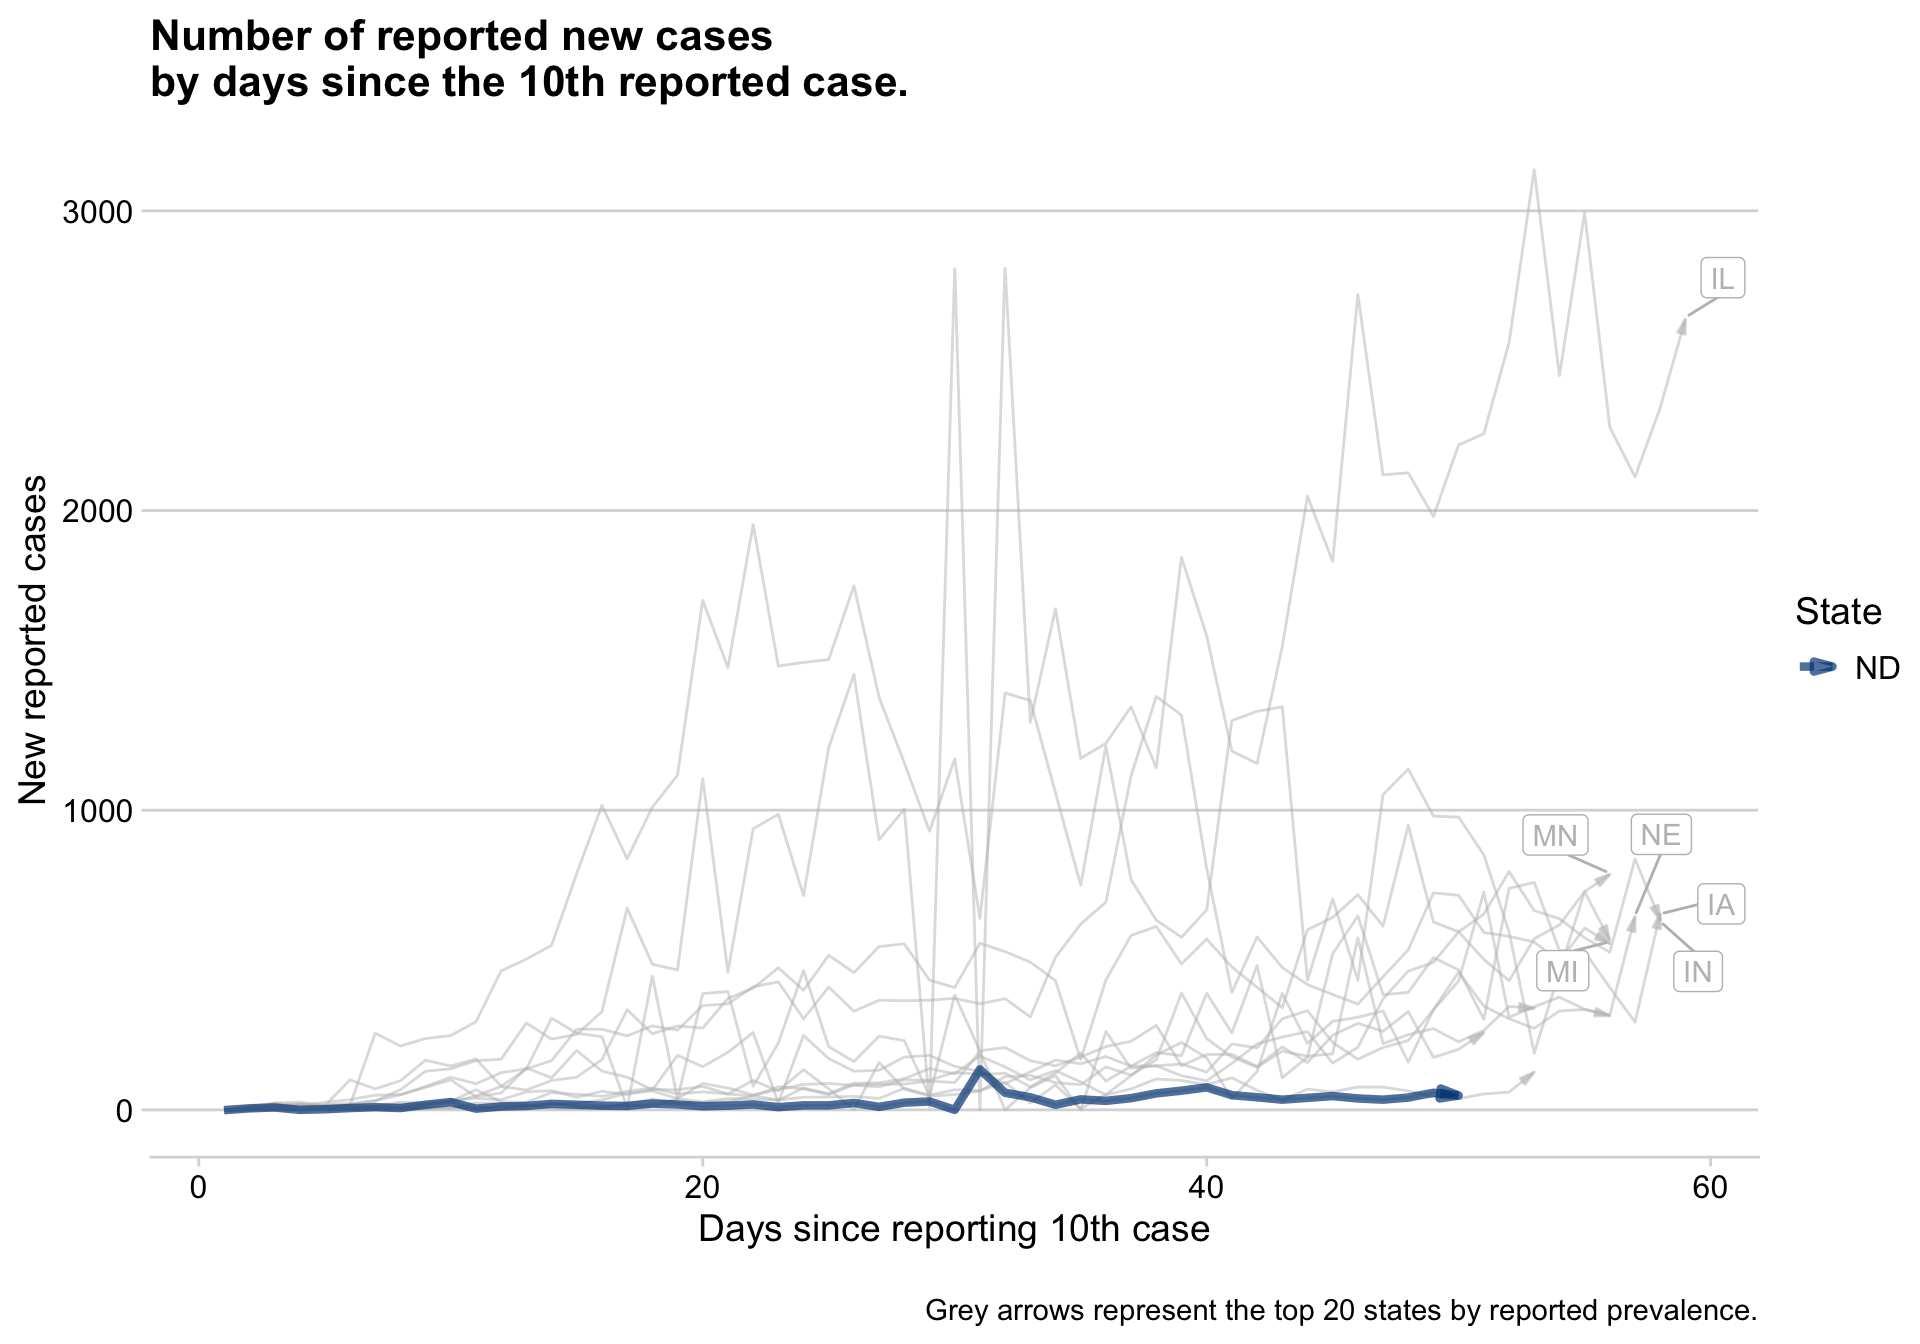 Number of reported new cases
by days since the 10th reported case.
3000
2000
1000
0
New reported cases
IL
MN
NE
IA
MI
IN
State
ND
0
20
40
60
Days since reporting 10th case
Grey arrows represent the top 20 states by reported prevalence.